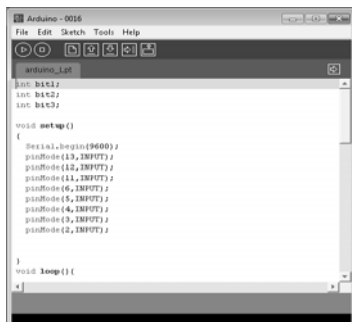 Arduino - 0016
File Edit Sketch Tools Help
arduino_Lpt
int bit1;
int bit2;
int bit3;
void setup()
{
Serial.begin(9600);
pinMode(13,INPUT);
pinMode(12,INPUT);
pinMode(11,INPUT);
pinMode(6,INPUT);
pinMode(5,INPUT);
pinMode(4,INPUT);
pinMode(3,INPUT);
pinMode(2,INPUT);
}
void loop(){